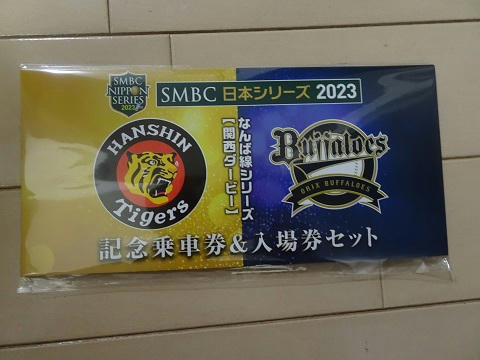 SMBC
NIPPON
SERIES
2023
SMBC 日本シリーズ 2023
HANSHIN
Tigers
なんば線シリーズ
【関西ダービー】
Buffaloes
ORIX BUFFALOES
記念乗車券&入場券セット